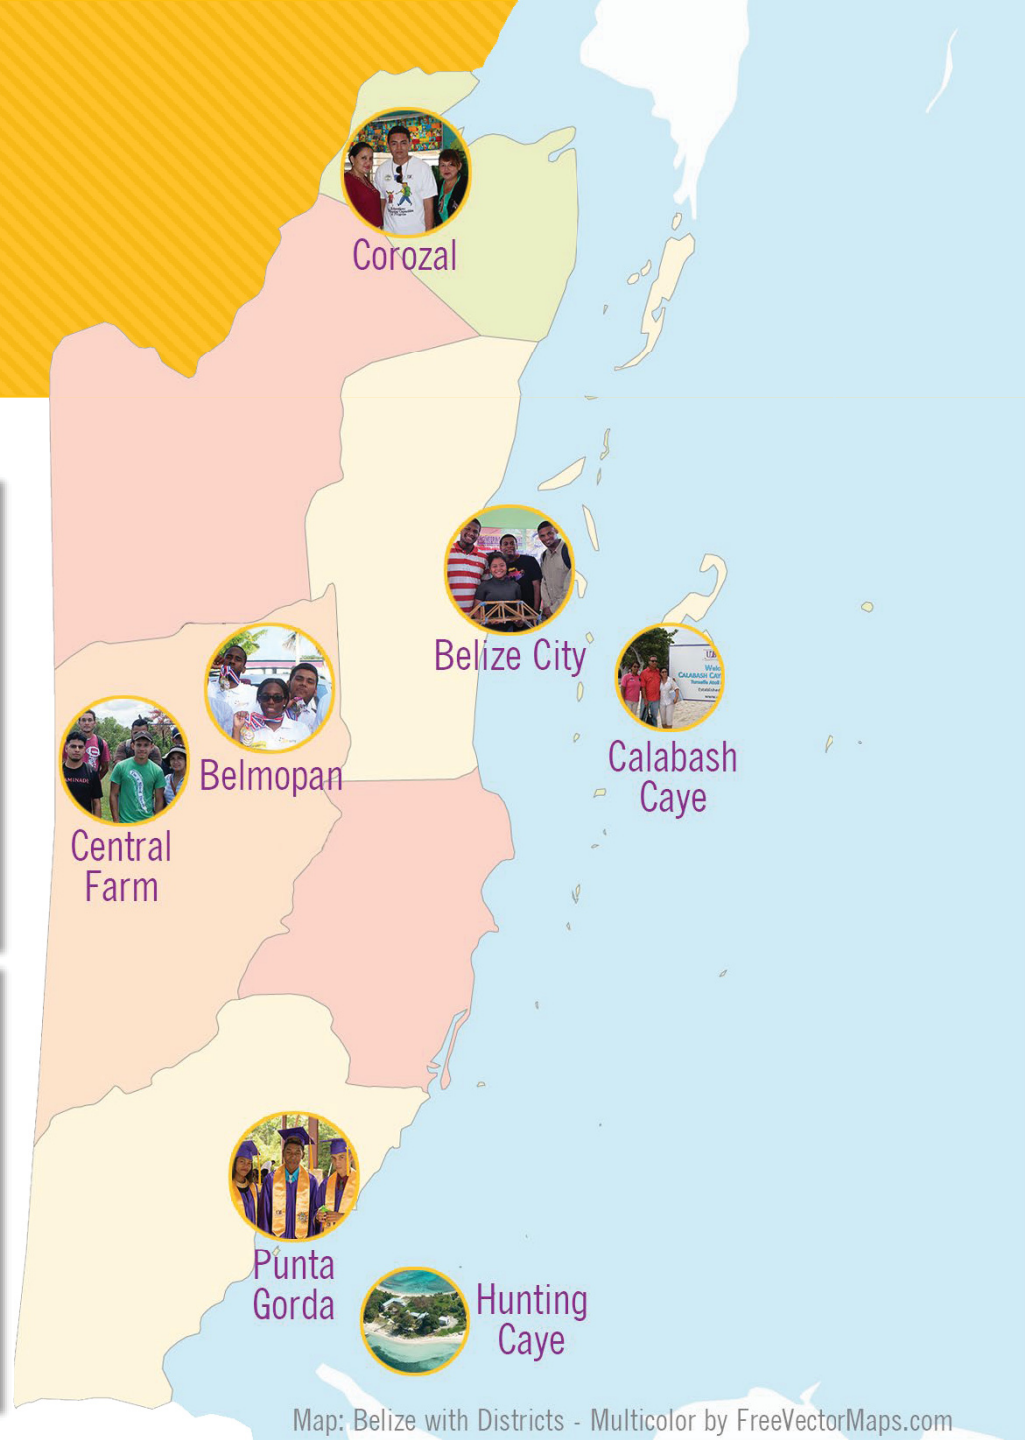 Corozal
Belize City
Calabash
Caye
Belmopan
Central
Farm
Punta
Gorda
Hunting
Caye
Map: Belize with Districts - Multicolor by FreeVectorMaps.com